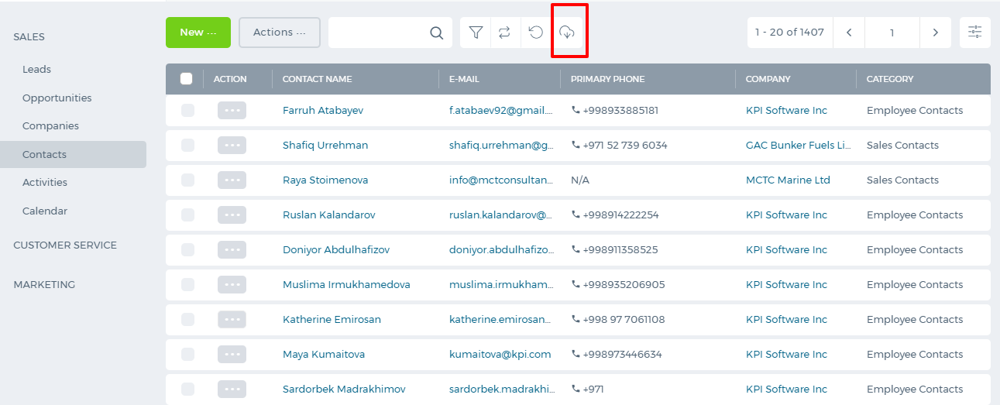 New ...
Actions ...
1 - 20 of 1407
1
SALES
Leads
Opportunities
Companies
Contacts
Activities
Calendar
CUSTOMER SERVICE
MARKETING
ACTION CONTACT NAME E-MAIL PRIMARY PHONE COMPANY CATEGORY
Farruh Atabayev f.atabaev92@gmail.... +998933885181 KPI Software Inc Employee Contacts
Shafiq Urrehman shafiq.urrehman@g... +971 52 739 6034 GAC Bunker Fuels Li... Sales Contacts
Raya Stoimenova info@mctconsultan... N/A MCTC Marine Ltd Sales Contacts
Ruslan Kalandarov ruslan.kalandarov@... +998914222254 KPI Software Inc Employee Contacts
Doniyor Abdulhafizov doniyor.abdulhafizo... +998911358525 KPI Software Inc Employee Contacts
Muslima Irmukhamedova muslima.irmukham... +998935206905 KPI Software Inc Employee Contacts
Katherine Emirosan katherine.emirosan... +998 97 7061108 KPI Software Inc Employee Contacts
Maya Kumaitova kumaitova@kpi.com +998973446634 KPI Software Inc Employee Contacts
Sardorbek Madrakhimov sardorbek.madrakhi... +971 KPI Software Inc Employee Contacts